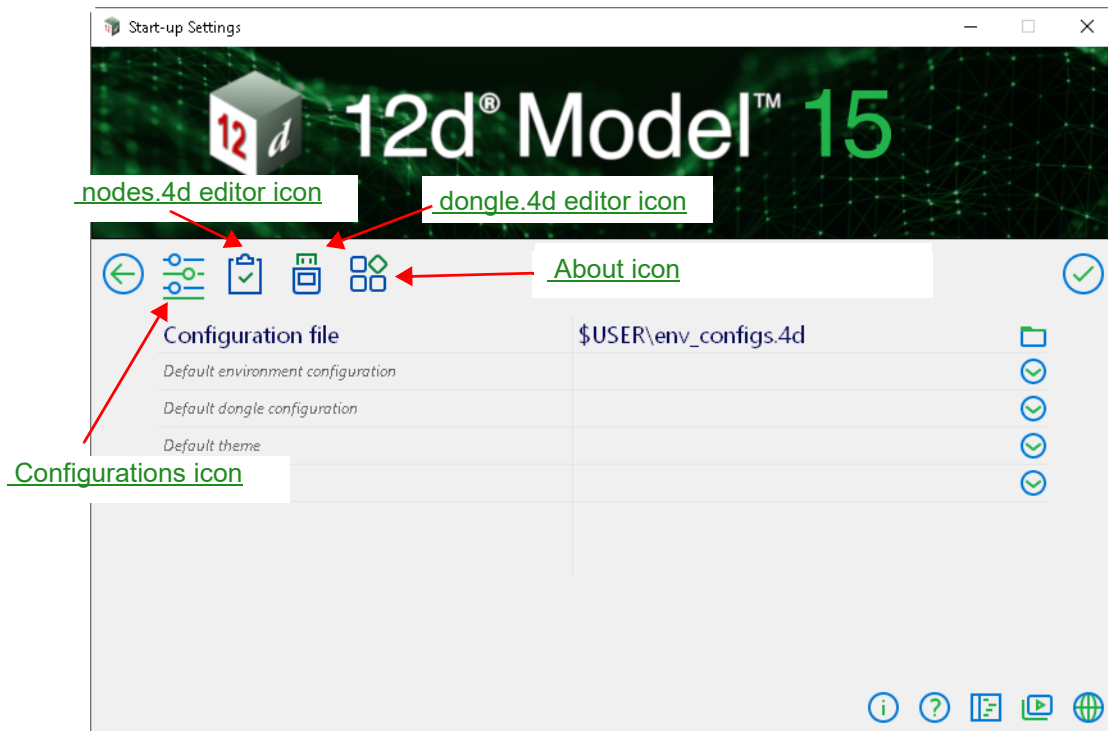 Start-up Settings
12 d 12d® Model™ 15
nodes.4d editor icon
dongle.4d editor icon
About icon
Configuration file $USER\env_configs.4d
Default environment configuration
Default dongle configuration
Default theme
Configurations icon